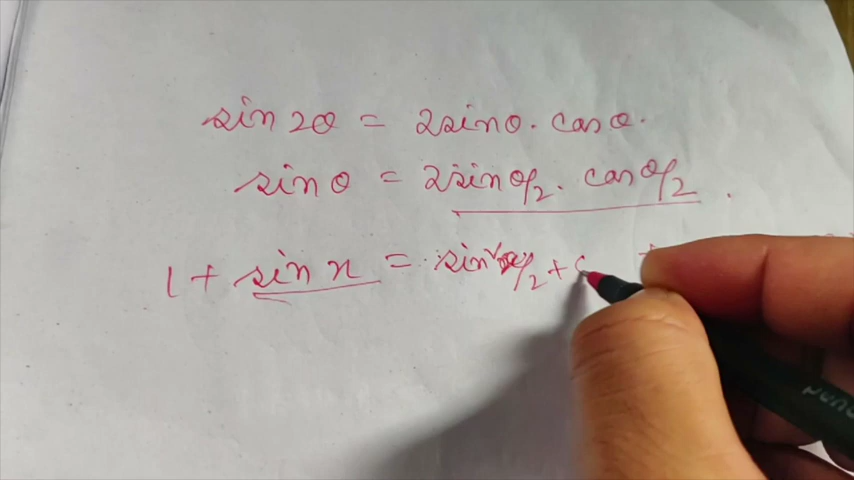 sin 2θ = 2sinθ. cosθ.
sinθ = 2sinθ/2. cosθ/2.
1 + sin x = sin²x/2 + c